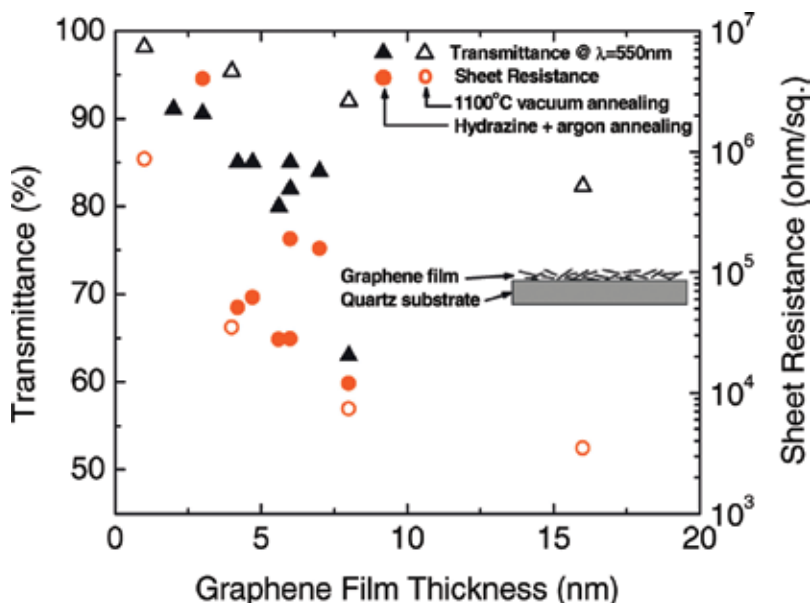 Transmittance @ λ=550nm
Sheet Resistance
1100°C vacuum annealing
Hydrazine + argon annealing
Graphene film
Quartz substrate
Transmittance (%)
100
90
80
70
60
50
Sheet Resistance (ohm/sq.)
10⁷
10⁶
10⁵
10⁴
10³
0
5
10
15
20
Graphene Film Thickness (nm)